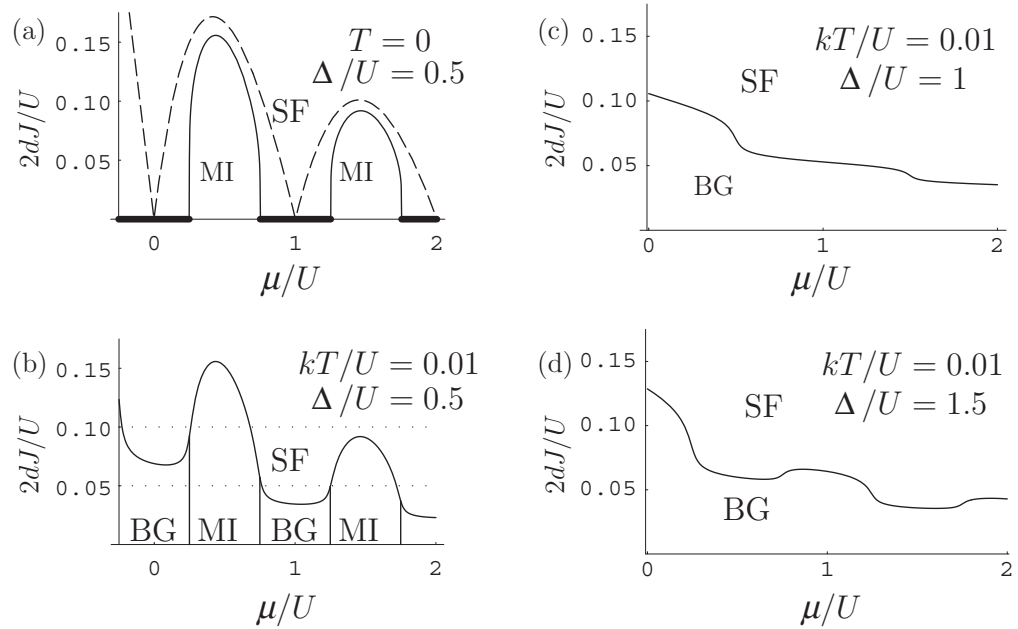 (a)
2dJ/U
0.15
0.10
0.05
T = 0
Δ/U = 0.5
SF
MI
MI
0
1
2
μ/U
(c)
2dJ/U
0.15
0.10
0.05
kT/U = 0.01
Δ/U = 1
SF
BG
0
1
2
μ/U
(b)
2dJ/U
0.15
0.10
0.05
kT/U = 0.01
Δ/U = 0.5
SF
BG MI BG MI
0
1
2
μ/U
(d)
2dJ/U
0.15
0.10
0.05
kT/U = 0.01
Δ/U = 1.5
SF
BG
0
1
2
μ/U